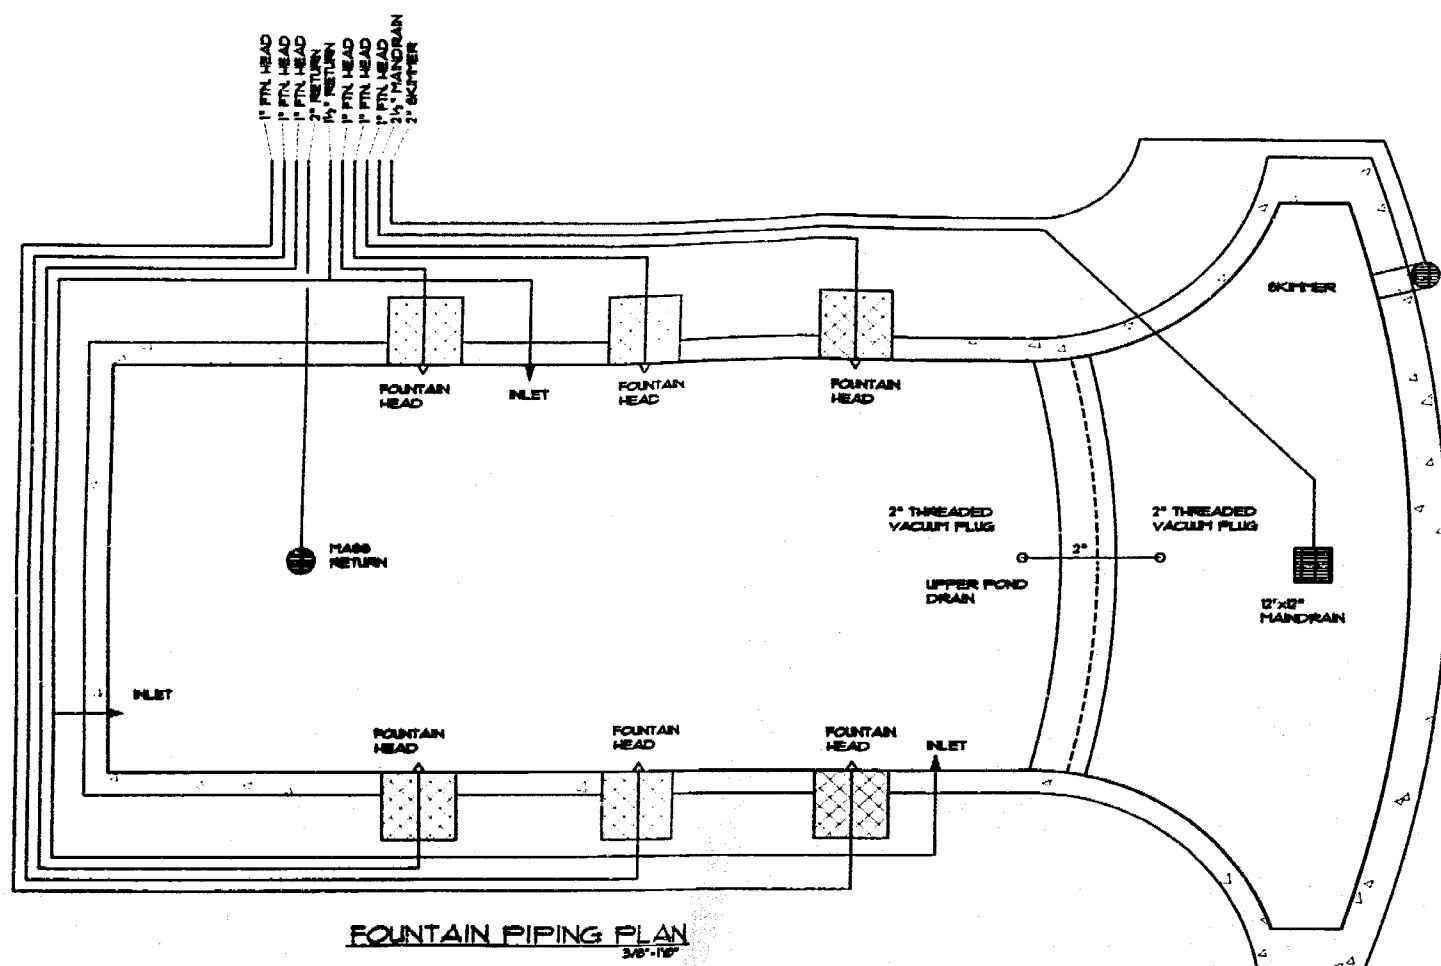 1" FTN. HEAD
1" FTN. HEAD
1" FTN. HEAD
2" RETURN
1½" RETURN
1" FTN. HEAD
1" FTN. HEAD
1" FTN. HEAD
2½" MAINDRAIN
2" SKIMMER
SKIMMER
FOUNTAIN
HEAD
INLET
FOUNTAIN
HEAD
FOUNTAIN
HEAD
2" THREADED
VACUUM PLUG
2" THREADED
VACUUM PLUG
2"
MASS
RETURN
UPPER POND
DRAIN
12"x12"
MAINDRAIN
INLET
FOUNTAIN
HEAD
FOUNTAIN
HEAD
FOUNTAIN
HEAD
INLET
FOUNTAIN PIPING PLAN